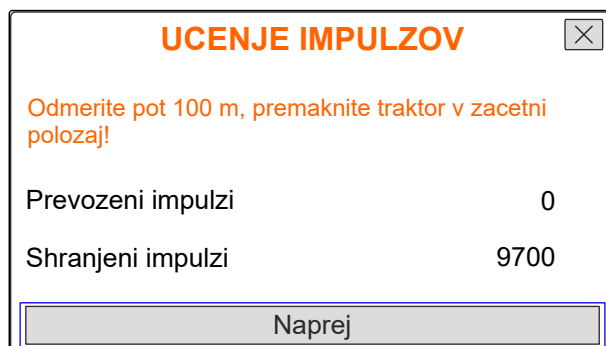 UCENJE IMPULZOV
Odmerite pot 100 m, premaknite traktor v zacetni
polozaj!
Prevozeni impulzi 0
Shranjeni impulzi 9700
Naprej